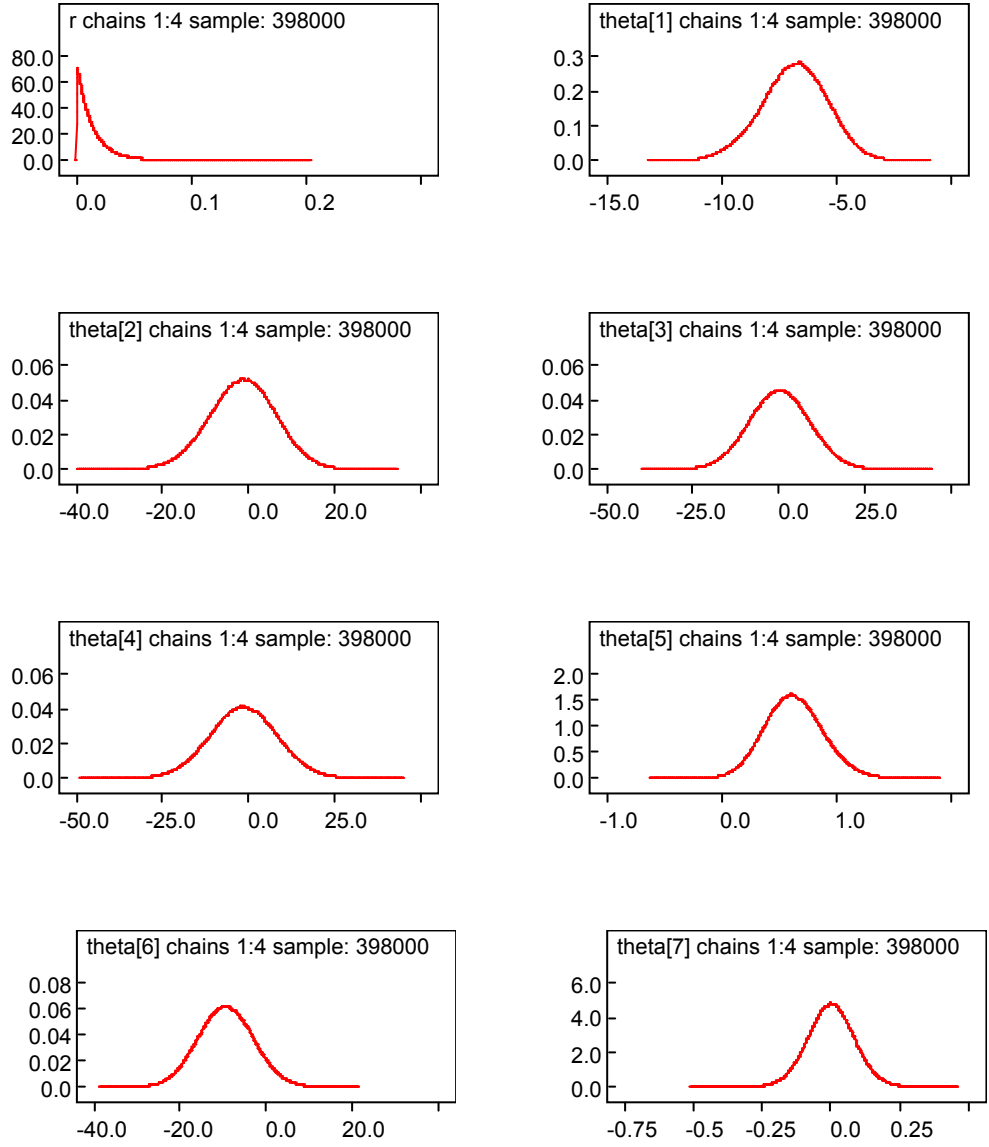 r chains 1:4 sample: 398000
80.0
60.0
40.0
20.0
0.0
0.0 0.1 0.2
theta[1] chains 1:4 sample: 398000
0.3
0.2
0.1
0.0
-15.0 -10.0 -5.0
theta[2] chains 1:4 sample: 398000
0.06
0.04
0.02
0.0
-40.0 -20.0 0.0 20.0
theta[3] chains 1:4 sample: 398000
0.06
0.04
0.02
0.0
-50.0 -25.0 0.0 25.0
theta[4] chains 1:4 sample: 398000
0.06
0.04
0.02
0.0
-50.0 -25.0 0.0 25.0
theta[5] chains 1:4 sample: 398000
2.0
1.5
1.0
0.5
0.0
-1.0 0.0 1.0
theta[6] chains 1:4 sample: 398000
0.08
0.06
0.04
0.02
0.0
-40.0 -20.0 0.0 20.0
theta[7] chains 1:4 sample: 398000
6.0
4.0
2.0
0.0
-0.75 -0.5 -0.25 0.0 0.25